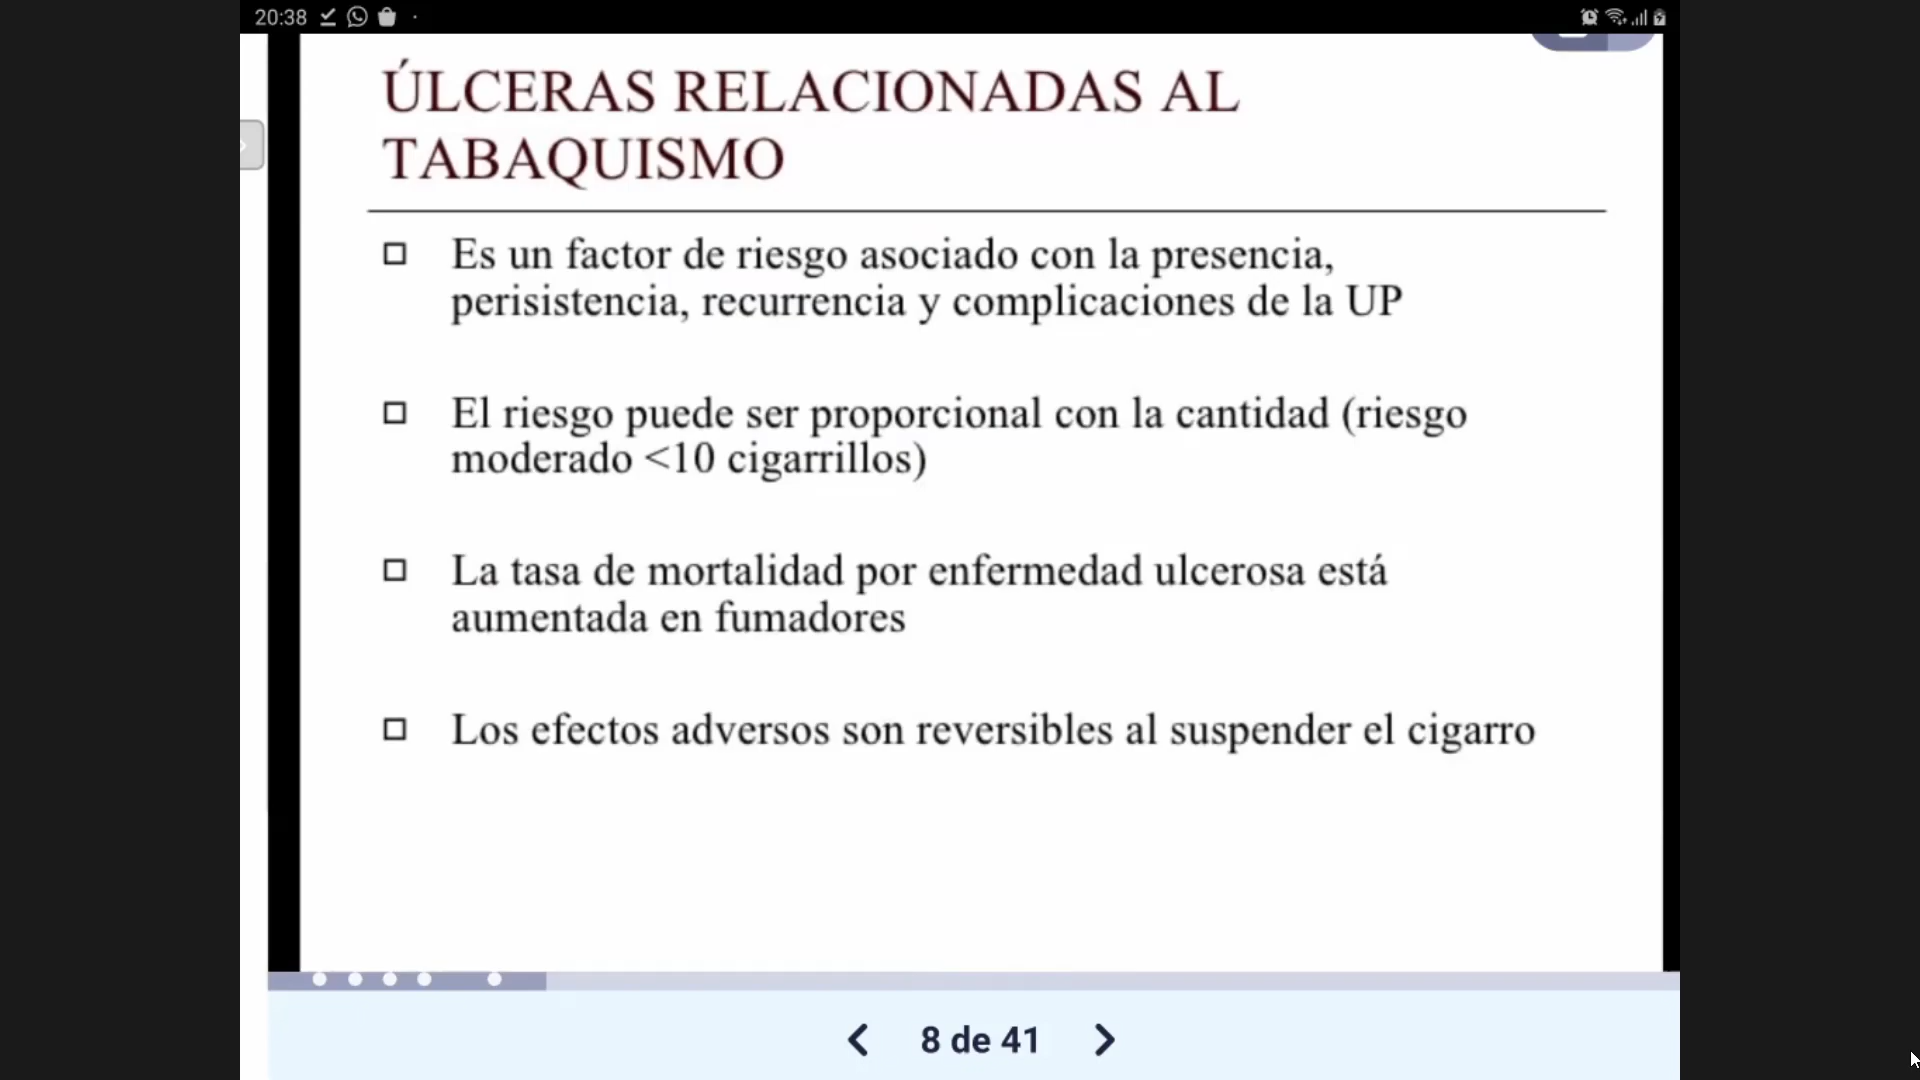 20:38
ÚLCERAS RELACIONADAS AL
TABAQUISMO
Es un factor de riesgo asociado con la presencia,
perisistencia, recurrencia y complicaciones de la UP
El riesgo puede ser proporcional con la cantidad (riesgo
moderado <10 cigarrillos)
La tasa de mortalidad por enfermedad ulcerosa está
aumentada en fumadores
Los efectos adversos son reversibles al suspender el cigarro
8 de 41